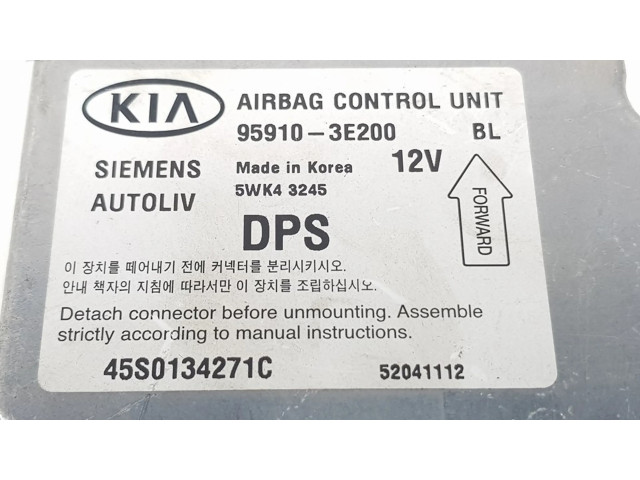 KIA AIRBAG CONTROL UNIT
95910-3E200 BL
SIEMENS Made in Korea 12V
AUTOLIV 5WK4 3245
FORWARD
DPS
이 장치를 떼어내기 전에 커넥터를 분리시키시오.
안내 책자의 지침에 따라서만 이 장치를 조립하십시오.
Detach connector before unmounting. Assemble
strictly according to manual instructions.
45S0134271C 52041112